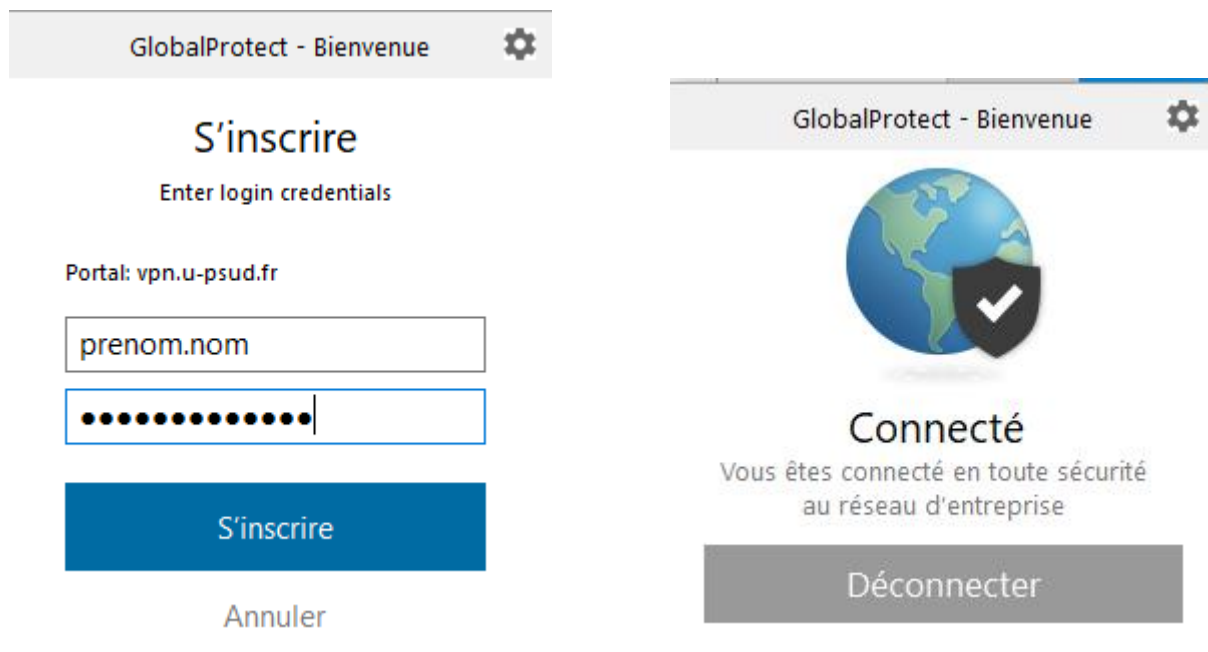 GlobalProtect - Bienvenue
S'inscrire
Enter login credentials
Portal: vpn.u-psud.fr
prenom.nom
●●●●●●●●●●●●●
S'inscrire
Annuler
GlobalProtect - Bienvenue
Connecté
Vous êtes connecté en toute sécurité
au réseau d'entreprise
Déconnecter